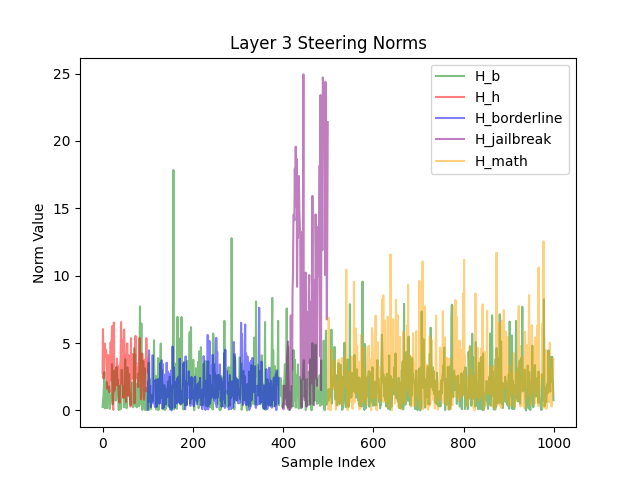 Layer 3 Steering Norms
Norm Value
25
20
15
10
5
0
H_b
H_h
H_borderline
H_jailbreak
H_math
0
200
400
600
800
1000
Sample Index